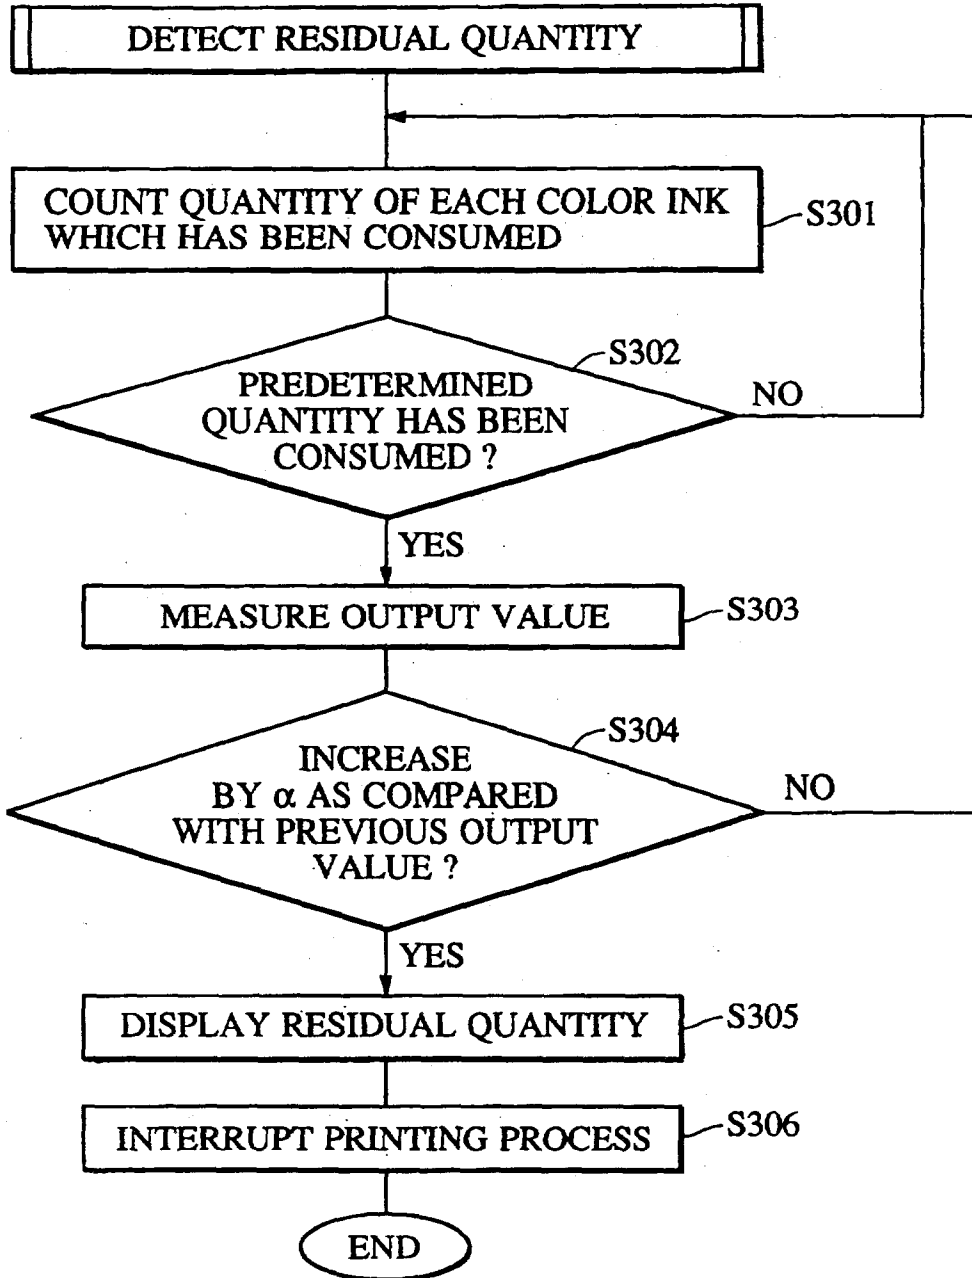 DETECT RESIDUAL QUANTITY
COUNT QUANTITY OF EACH COLOR INK
WHICH HAS BEEN CONSUMED
S301
S302
PREDETERMINED
QUANTITY HAS BEEN
CONSUMED ?
NO
YES
MEASURE OUTPUT VALUE
S303
S304
INCREASE
BY α AS COMPARED
WITH PREVIOUS OUTPUT
VALUE ?
NO
YES
DISPLAY RESIDUAL QUANTITY
S305
INTERRUPT PRINTING PROCESS
S306
END